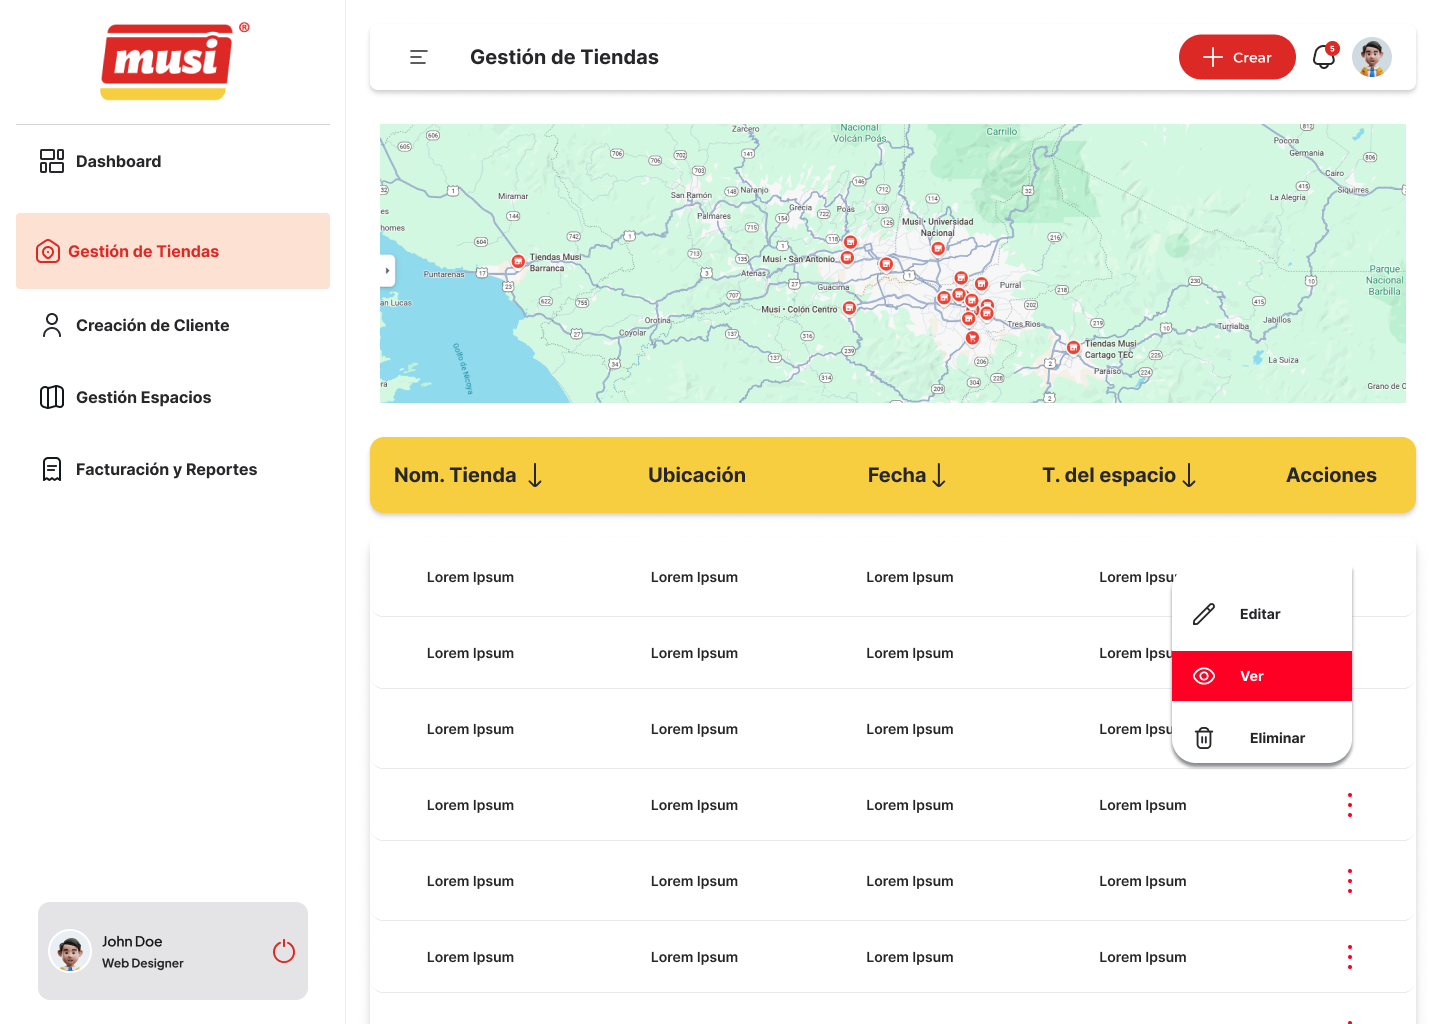 musi®
Dashboard
Gestión de Tiendas
Creación de Cliente
Gestión Espacios
Facturación y Reportes
John Doe
Web Designer
Gestión de Tiendas
Crear
5
Zarcero
Nacional
Volcán Poás
Carrillo
Pocora
Germania
Cairo
Siquirres
La Alegria
Miramar
San Ramón
Naranjo
Palmares
Grecia
Poás
Musi - Universidad
Nacional
homes
Tiendas Musi
Barranca
Puntarenas
Musi - San Antonio
Atenas
Guácima
Purral
Parque
Nacional
Barbilla
an Lucas
Musi - Colón Centro
Orotina
Coyolar
Tres Ríos
Turrialba
Jabillos
Golfo de Nicoya
Tiendas Musi
Cartago TEC
Paraíso
La Suiza
ra
Grano de C
Nom. Tienda
Ubicación
Fecha
T. del espacio
Acciones
Lorem Ipsum
Lorem Ipsum
Lorem Ipsum
Lorem Ipsu
Lorem Ipsum
Lorem Ipsum
Lorem Ipsum
Lorem Ipsu
Lorem Ipsum
Lorem Ipsum
Lorem Ipsum
Lorem Ipsu
Editar
Ver
Eliminar
Lorem Ipsum
Lorem Ipsum
Lorem Ipsum
Lorem Ipsum
Lorem Ipsum
Lorem Ipsum
Lorem Ipsum
Lorem Ipsum
Lorem Ipsum
Lorem Ipsum
Lorem Ipsum
Lorem Ipsum